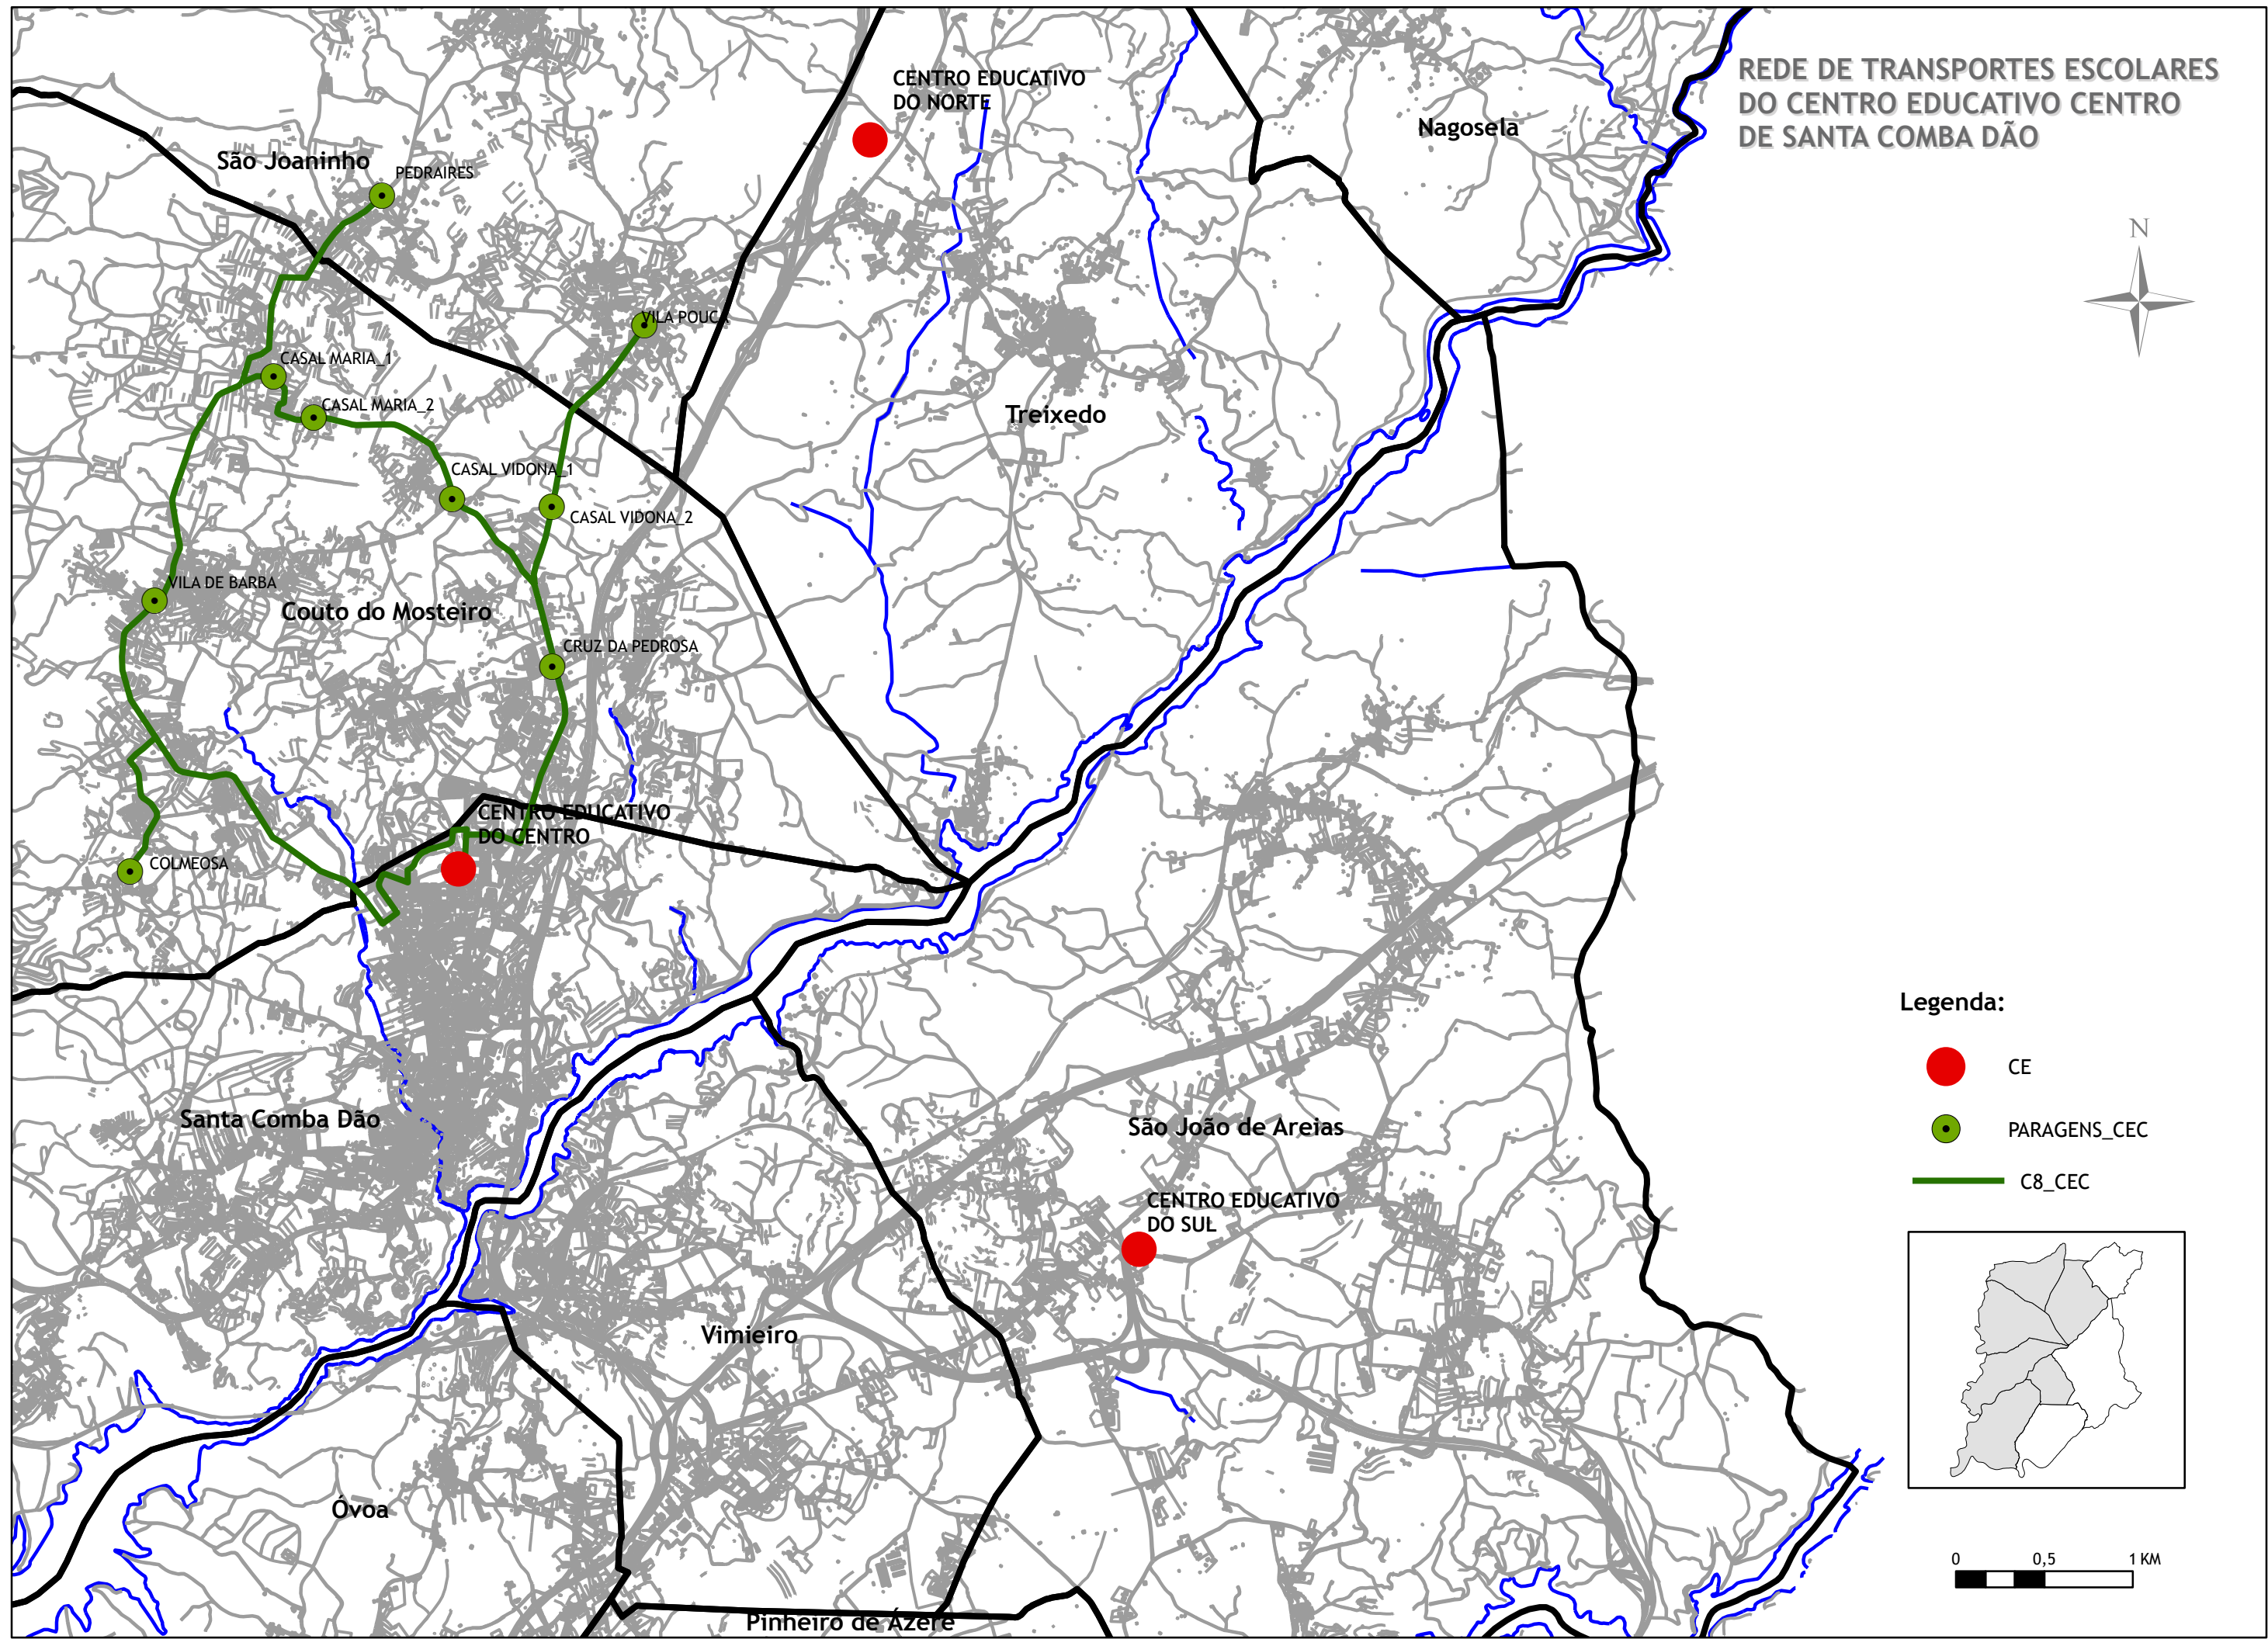 REDE DE TRANSPORTES ESCOLARES
DO CENTRO EDUCATIVO CENTRO
DE SANTA COMBA DÃO
N
CENTRO EDUCATIVO
DO NORTE
Nagosela
São Joaninho
PEDRAIRES
VILA POUCA
CASAL MARIA_1
CASAL MARIA_2
Treixedo
CASAL VIDONA_1
CASAL VIDONA_2
VILA DE BARBA
Couto do Mosteiro
CRUZ DA PEDROSA
CENTRO EDUCATIVO
DO CENTRO
COLMEOSA
Santa Comba Dão
São João de Areias
CENTRO EDUCATIVO
DO SUL
Vimieiro
Óvoa
Pinheiro de Ázere
Legenda:
CE
PARAGENS_CEC
C8_CEC
0 0,5 1 KM